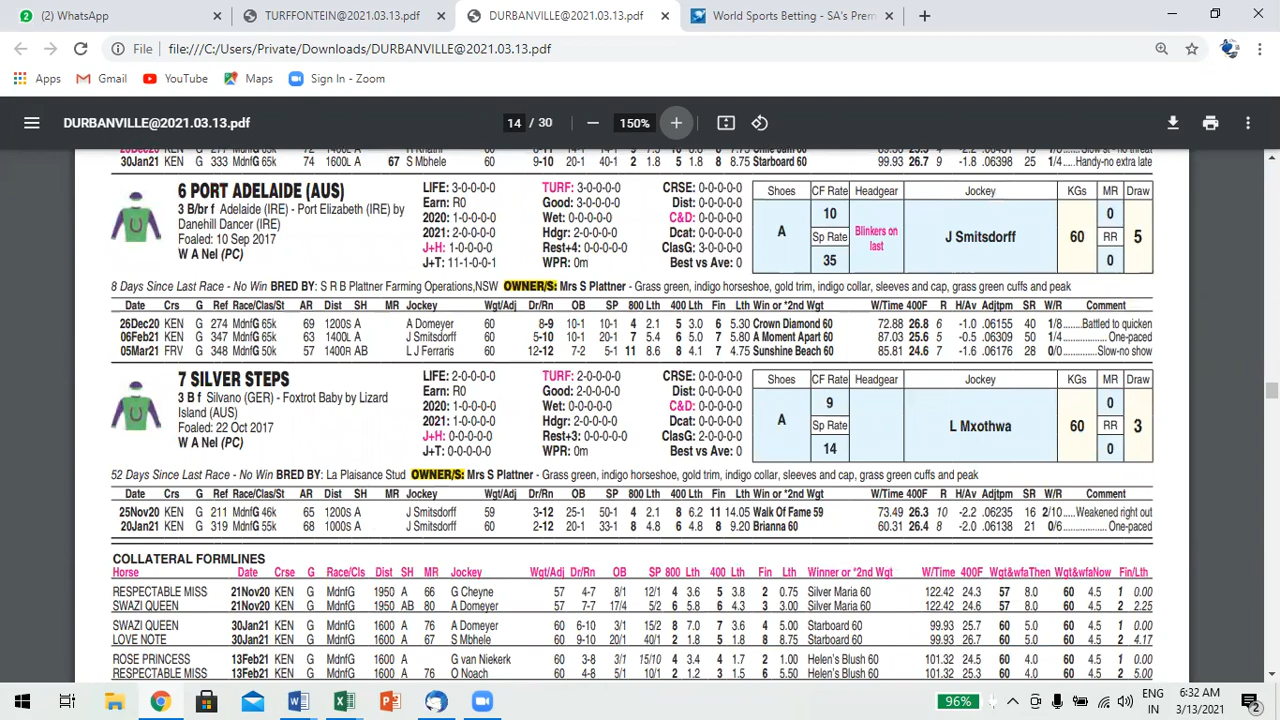 WhatsApp
TURFFONTEIN@2021.03.13.pdf
DURBANVILLE@2021.03.13.pdf
World Sports Betting - SA's Prem
File file:///C:/Users/Private/Downloads/DURBANVILLE@2021.03.13.pdf
Apps Gmail YouTube Maps Sign In - Zoom
DURBANVILLE@2021.03.13.pdf 14 / 30 150%
30Jan21 KEN G 333 MdnfG 65k 74 1600L A 67 S Mbhele 60 9-10 20-1 40-1 2 1.8 5 1.8 8 8.75 Starboard 60 99.93 26.7 9 -1.8 .06398 25 1/4 ....Handy-no extra late
6 PORT ADELAIDE (AUS)
3 B/br f Adelaide (IRE) - Port Elizabeth (IRE) by
Danehill Dancer (IRE)
Foaled: 10 Sep 2017
W A Nel (PC)
LIFE: 3-0-0-0-0 TURF: 3-0-0-0-0 CRSE: 0-0-0-0-0
Earn: R0 Good: 3-0-0-0-0 Dist: 0-0-0-0-0
2020: 1-0-0-0-0 Wet: 0-0-0-0-0 C&D: 0-0-0-0-0
2021: 2-0-0-0-0 Hdgr: 2-0-0-0-0 Dcat: 0-0-0-0-0
J+H: 1-0-0-0-0 Rest+4: 0-0-0-0-0 ClasG: 3-0-0-0-0
J+T: 11-1-0-0-1 WPR: 0m Best vs Ave: 0
Shoes CF Rate Headgear Jockey KGs MR Draw
A 10 Blinkers on last J Smitsdorff 60 0 5
Sp Rate RR
35 0
8 Days Since Last Race - No Win BRED BY: S R B Plattner Farming Operations,NSW OWNER/S: Mrs S Plattner - Grass green, indigo horseshoe, gold trim, indigo collar, sleeves and cap, grass green cuffs and peak
Date Crs G Ref Race/Clas/St AR Dist SH MR Jockey Wgt/Adj Dr/Rn OB SP 800 Lth 400 Lth Fin Lth Win or *2nd Wgt W/Time 400F R H/Av Adjtpm SR W/R Comment
26Dec20 KEN G 274 MdnfG 65k 69 1200S A A Domeyer 60 8-9 10-1 10-1 4 2.1 5 3.0 6 5.30 Crown Diamond 60 72.88 26.8 6 -1.0 .06155 40 1/8 ........Battled to quicken
06Feb21 KEN G 347 MdnfG 65k 63 1400L A J Smitsdorff 60 5-10 10-1 10-1 7 5.4 6 5.5 7 5.80 A Moment Apart 60 87.03 25.6 5 -0.5 .06309 50 1/4 ....................One-paced
05Mar21 FRV G 348 MdnfG 50k 57 1400R AB L J Ferraris 60 12-12 7-2 5-1 11 8.6 8 4.1 7 4.75 Sunshine Beach 60 85.81 24.6 7 -1.6 .06176 28 0/0 ..............Slow-no show
7 SILVER STEPS
3 B f Silvano (GER) - Foxtrot Baby by Lizard
Island (AUS)
Foaled: 22 Oct 2017
W A Nel (PC)
LIFE: 2-0-0-0-0 TURF: 2-0-0-0-0 CRSE: 0-0-0-0-0
Earn: R0 Good: 2-0-0-0-0 Dist: 0-0-0-0-0
2020: 1-0-0-0-0 Wet: 0-0-0-0-0 C&D: 0-0-0-0-0
2021: 1-0-0-0-0 Hdgr: 2-0-0-0-0 Dcat: 0-0-0-0-0
J+H: 0-0-0-0-0 Rest+3: 0-0-0-0-0 ClasG: 2-0-0-0-0
J+T: 0-0-0-0-0 WPR: 0m Best vs Ave: 0
Shoes CF Rate Headgear Jockey KGs MR Draw
A 9 L Mxothwa 60 0 3
Sp Rate RR
14 0
52 Days Since Last Race - No Win BRED BY: La Plaisance Stud OWNER/S: Mrs S Plattner - Grass green, indigo horseshoe, gold trim, indigo collar, sleeves and cap, grass green cuffs and peak
Date Crs G Ref Race/Clas/St AR Dist SH MR Jockey Wgt/Adj Dr/Rn OB SP 800 Lth 400 Lth Fin Lth Win or *2nd Wgt W/Time 400F R H/Av Adjtpm SR W/R Comment
25Nov20 KEN G 211 MdnfG 46k 65 1200S A J Smitsdorff 59 3-12 25-1 50-1 4 2.1 8 6.2 11 14.05 Walk Of Fame 59 73.49 26.3 10 -2.2 .06235 16 2/10 .....Weakened right out
20Jan21 KEN G 319 MdnfG 55k 68 1000S A J Smitsdorff 60 2-12 16-1 33-1 8 4.8 6 4.8 8 9.20 Brianna 60 60.31 26.4 8 -2.0 .06138 21 0/6 ....................One-paced
COLLATERAL FORMLINES
Horse Date Crse G Race/Cls Dist SH MR Jockey Wgt/Adj Dr/Rn OB SP 800 Lth 400 Lth Fin Lth Winner or *2nd Wgt W/Time 400F Wgt&wfaThen Wgt&wfaNow Fin/Lth
RESPECTABLE MISS 21Nov20 KEN G MdnfG 1950 A 66 G Cheyne 57 4-7 8/1 12/1 4 3.6 5 3.8 2 0.75 Silver Maria 60 122.42 24.3 57 8.0 60 4.5 1 0.00
SWAZI QUEEN 21Nov20 KEN G MdnfG 1950 AB 80 A Domeyer 57 7-7 17/4 5/2 6 5.8 6 4.3 3 3.00 Silver Maria 60 122.42 24.6 57 8.0 60 4.5 2 2.25
SWAZI QUEEN 30Jan21 KEN G MdnfG 1600 A 76 A Domeyer 60 6-10 3/1 15/2 8 7.0 7 3.6 4 5.00 Starboard 60 99.93 25.7 60 5.0 60 4.5 1 0.00
LOVE NOTE 30Jan21 KEN G MdnfG 1600 A 67 S Mbhele 60 9-10 20/1 40/1 2 1.8 5 1.8 8 8.75 Starboard 60 99.93 26.7 60 5.0 60 4.5 2 4.17
ROSE PRINCESS 13Feb21 KEN G MdnfG 1600 A G van Niekerk 60 3-8 3/1 15/10 4 3.4 4 1.7 2 1.00 Helen's Blush 60 101.32 24.5 60 4.0 60 4.5 1 0.00
RESPECTABLE MISS 13Feb21 KEN G MdnfG 1600 A 76 O Noach 60 4-8 5/1 10/1 2 1.2 3 1.5 6 5.50 Helen's Blush 60 101.32 25.4 60 4.0 60 4.5 2 5.00
96% ENG 6:32 AM
IN 3/13/2021 2